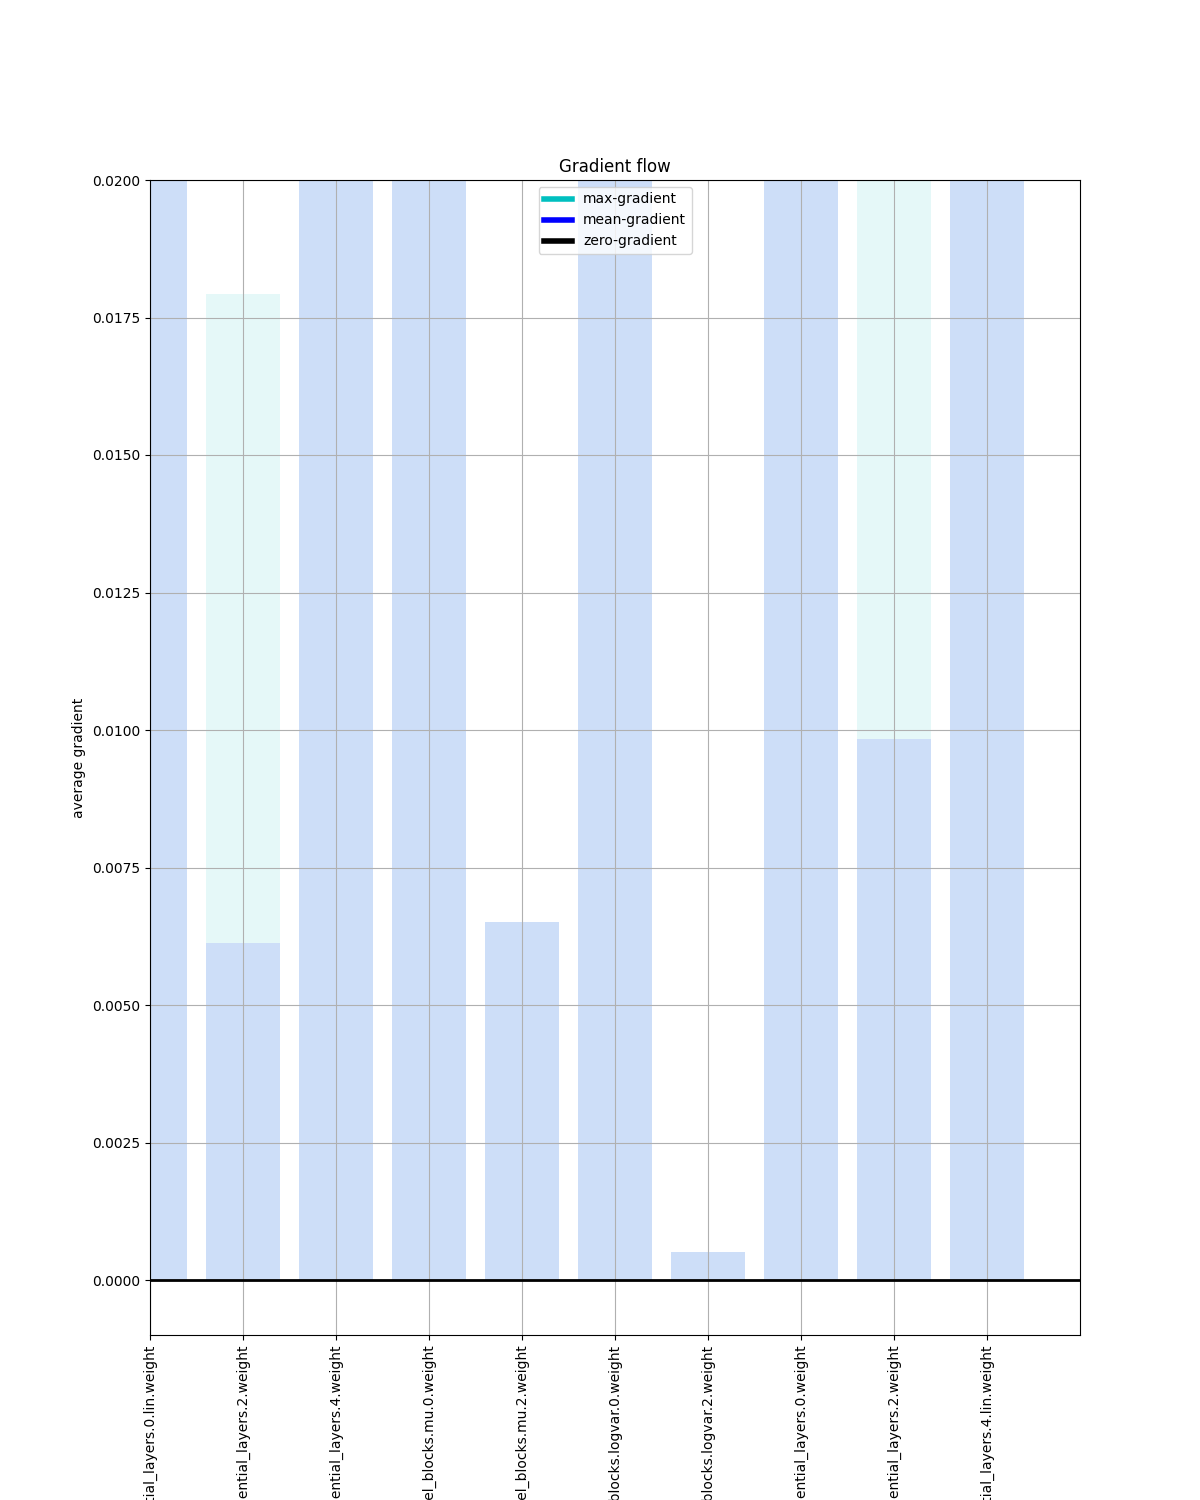 Gradient flow
max-gradient
mean-gradient
zero-gradient
0.0200
0.0175
0.0150
0.0125
0.0100
0.0075
0.0050
0.0025
0.0000
average gradient
tial_layers.0.lin.weight
ential_layers.2.weight
ential_layers.4.weight
el_blocks.mu.0.weight
el_blocks.mu.2.weight
blocks.logvar.0.weight
blocks.logvar.2.weight
ential_layers.0.weight
ential_layers.2.weight
tial_layers.4.lin.weight